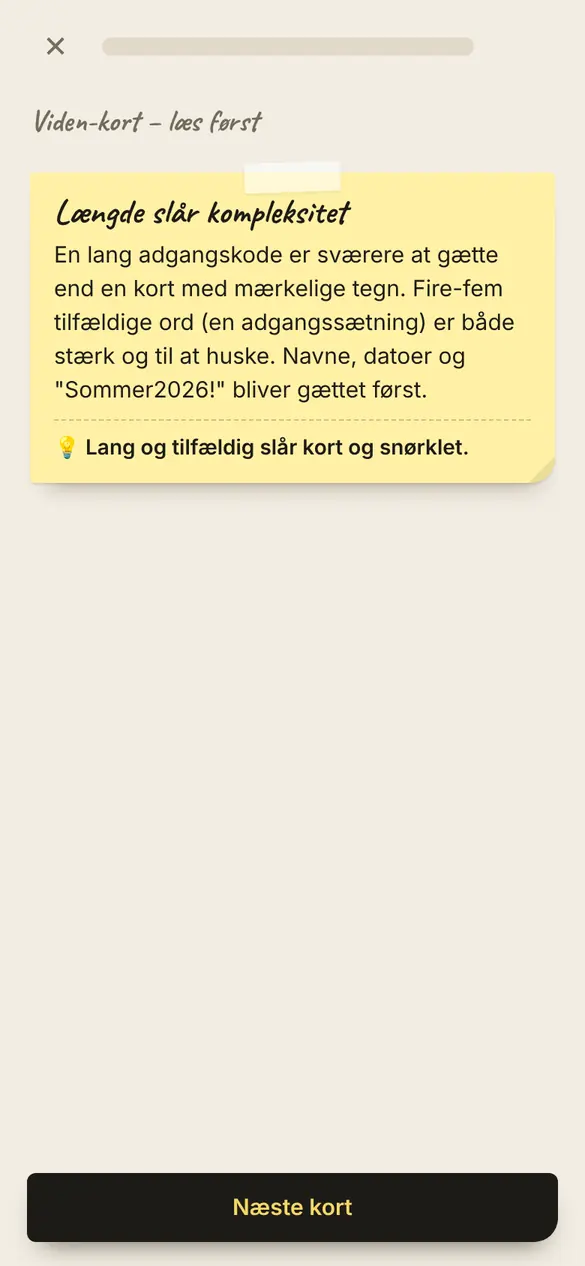 Viden-kort – læs først
Længde slår kompleksitet
En lang adgangskode er sværere at gætte
end en kort med mærkelige tegn. Fire-fem
tilfældige ord (en adgangssætning) er både
stærk og til at huske. Navne, datoer og
"Sommer2026!" bliver gættet først.
💡 Lang og tilfældig slår kort og snørklet.
Næste kort